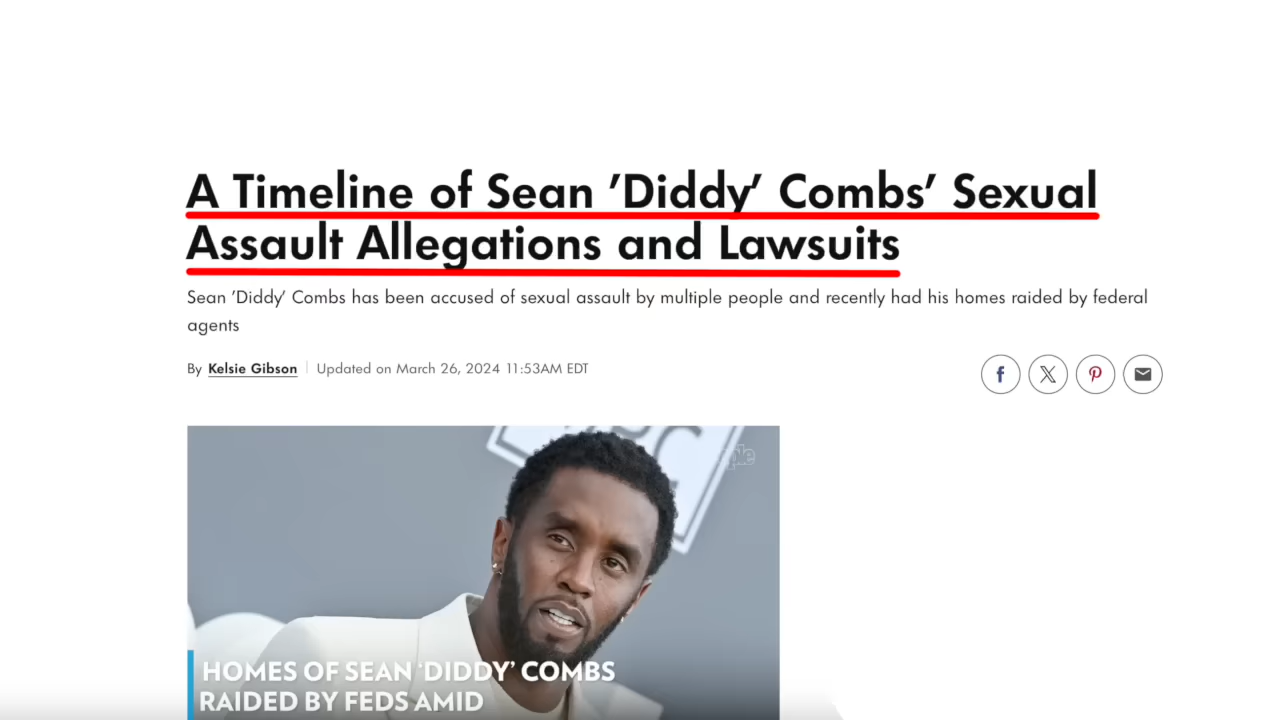 A Timeline of Sean ’Diddy’ Combs’ Sexual
Assault Allegations and Lawsuits
Sean ’Diddy’ Combs has been accused of sexual assault by multiple people and recently had his homes raided by federal
agents
By Kelsie Gibson | Updated on March 26, 2024 11:53AM EDT
HOMES OF SEAN ‘DIDDY’ COMBS
RAIDED BY FEDS AMID